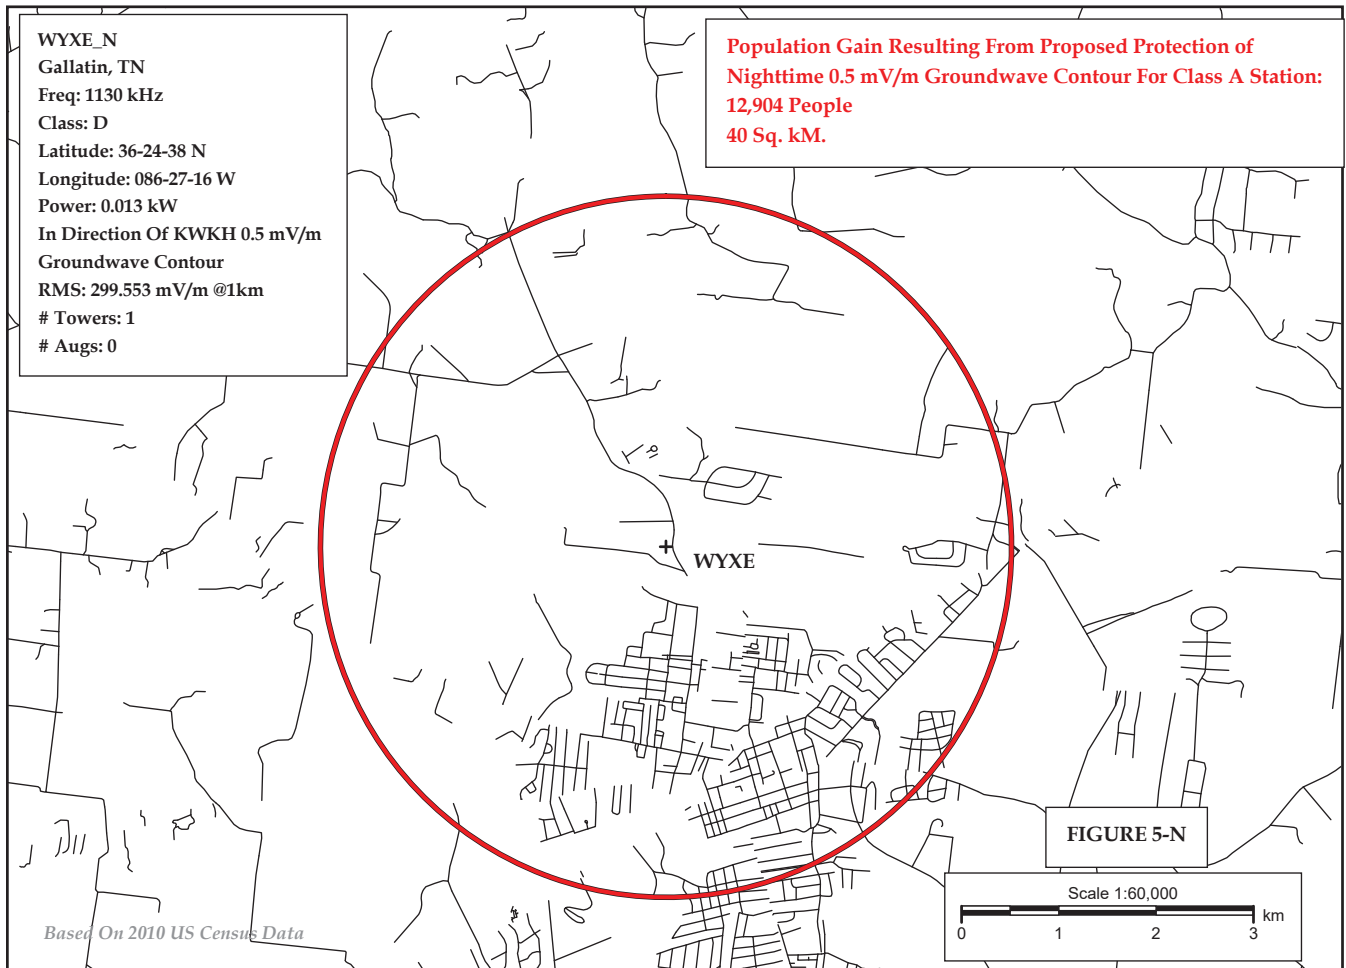 WYXE_N
Gallatin, TN
Freq: 1130 kHz
Class: D
Latitude: 36-24-38 N
Longitude: 086-27-16 W
Power: 0.013 kW
In Direction Of KWKH 0.5 mV/m
Groundwave Contour
RMS: 299.553 mV/m @1km
# Towers: 1
# Augs: 0
Population Gain Resulting From Proposed Protection of
Nighttime 0.5 mV/m Groundwave Contour For Class A Station:
12,904 People
40 Sq. kM.
WYXE
FIGURE 5-N
Scale 1:60,000
km
0 1 2 3
Based On 2010 US Census Data